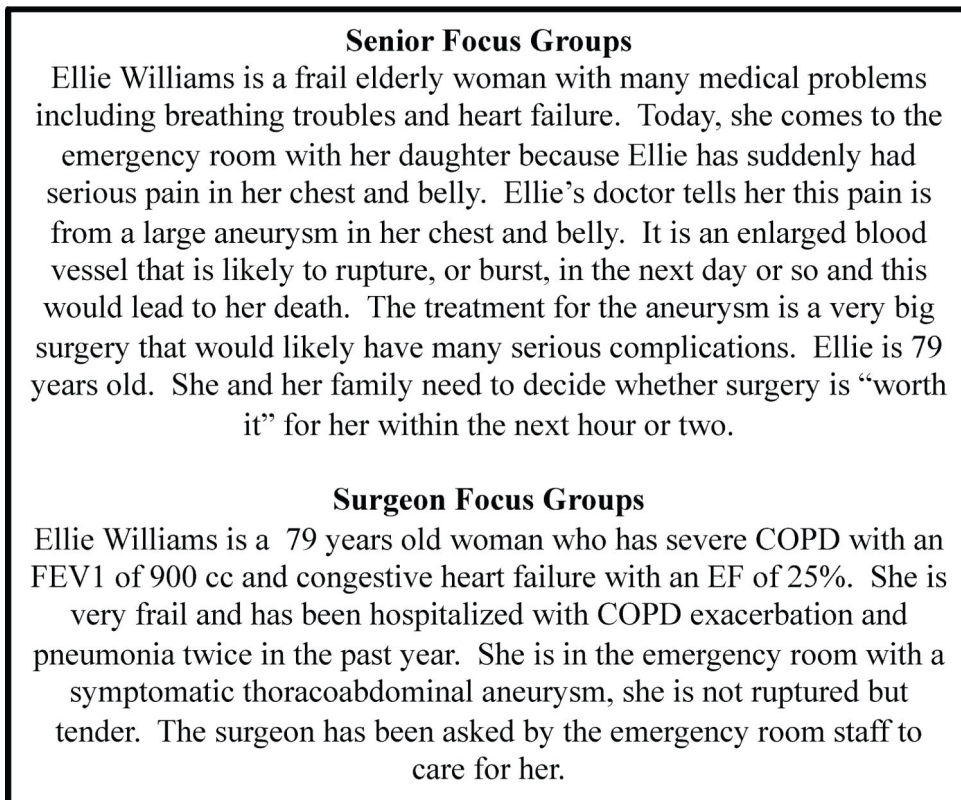 Senior Focus Groups
Ellie Williams is a frail elderly woman with many medical problems
including breathing troubles and heart failure.  Today, she comes to the
emergency room with her daughter because Ellie has suddenly had
serious pain in her chest and belly.  Ellie’s doctor tells her this pain is
from a large aneurysm in her chest and belly.  It is an enlarged blood
vessel that is likely to rupture, or burst, in the next day or so and this
would lead to her death.  The treatment for the aneurysm is a very big
surgery that would likely have many serious complications.  Ellie is 79
years old.  She and her family need to decide whether surgery is “worth
it” for her within the next hour or two.
Surgeon Focus Groups
Ellie Williams is a  79 years old woman who has severe COPD with an
FEV1 of 900 cc and congestive heart failure with an EF of 25%.  She is
very frail and has been hospitalized with COPD exacerbation and
pneumonia twice in the past year.  She is in the emergency room with a
symptomatic thoracoabdominal aneurysm, she is not ruptured but
tender.  The surgeon has been asked by the emergency room staff to
care for her.